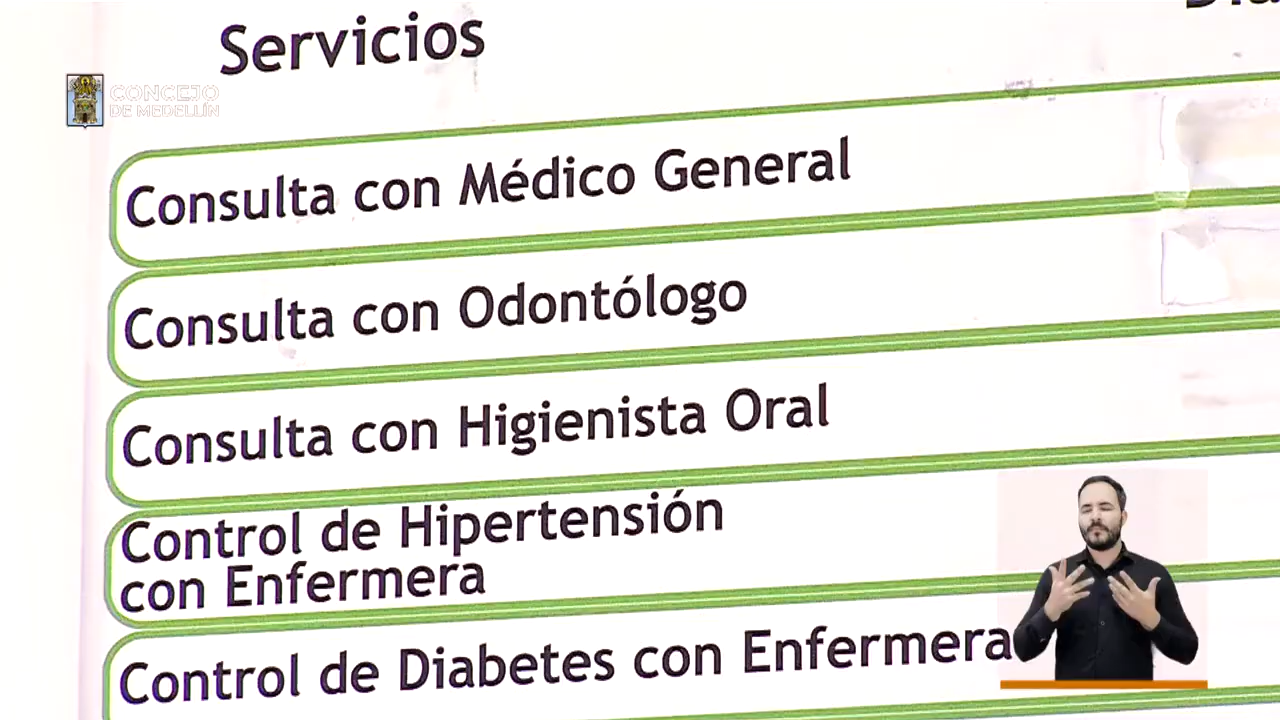 Servicios
CONCEJO
DE MEDELLÍN
Consulta con Médico General
Consulta con Odontólogo
Consulta con Higienista Oral
Control de Hipertensión
con Enfermera
Control de Diabetes con Enfermera